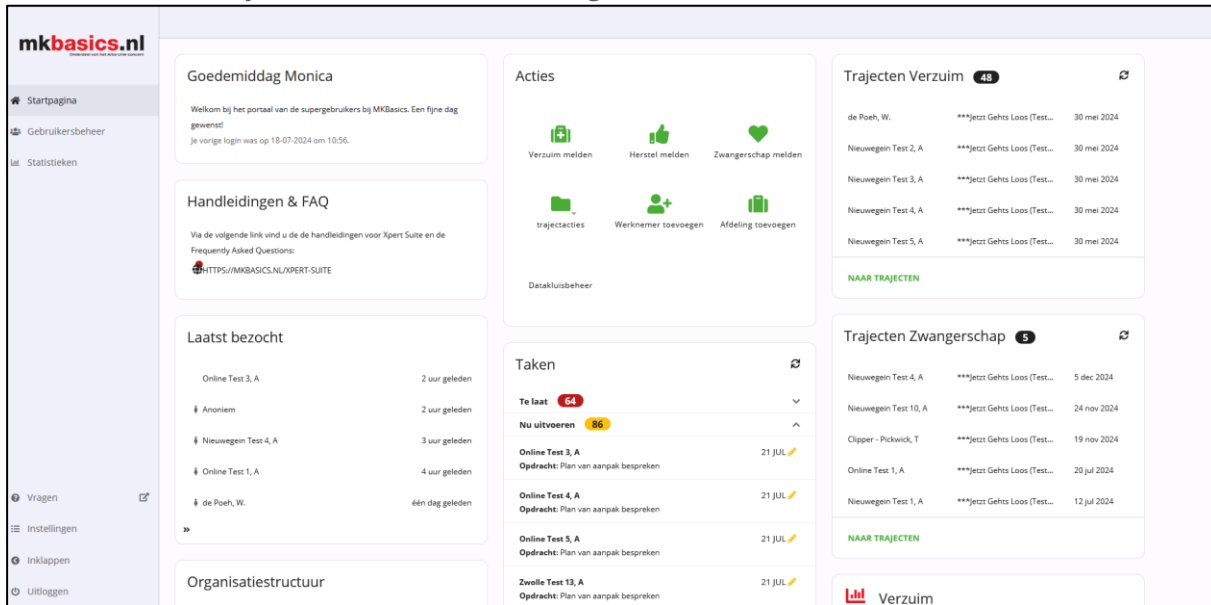 mkbasics.nl
Onderdeel van het Arbo Unie concern
Startpagina
Gebruikersbeheer
Statistieken
Vragen
Instellingen
Inklappen
Uitloggen
Goedemiddag Monica
Welkom bij het portaal van de supergebruikers bij MKBasics. Een fijne dag
gewenst!
Je vorige login was op 18-07-2024 om 10:56.
Handleidingen & FAQ
Via de volgende link vind u de de handleidingen voor Xpert Suite en de
Frequently Asked Questions:
HTTPS://MKBASICS.NL/XPERT-SUITE
Laatst bezocht
Online Test 3, A 2 uur geleden
Anoniem 2 uur geleden
Nieuwegein Test 4, A 3 uur geleden
Online Test 1, A 4 uur geleden
de Poeh, W. één dag geleden
»
Organisatiestructuur
Acties
Verzuim melden Herstel melden Zwangerschap melden
trajectacties Werknemer toevoegen Afdeling toevoegen
Datakluisbeheer
Taken
Te laat 64
Nu uitvoeren 86
Online Test 3, A 21 JUL
Opdracht: Plan van aanpak bespreken
Online Test 4, A 21 JUL
Opdracht: Plan van aanpak bespreken
Online Test 5, A 21 JUL
Opdracht: Plan van aanpak bespreken
Zwolle Test 13, A 21 JUL
Opdracht: Plan van aanpak bespreken
Trajecten Verzuim 48
de Poeh, W. ***Jetzt Gehts Loos (Test... 30 mei 2024
Nieuwegein Test 2, A ***Jetzt Gehts Loos (Test... 30 mei 2024
Nieuwegein Test 3, A ***Jetzt Gehts Loos (Test... 30 mei 2024
Nieuwegein Test 4, A ***Jetzt Gehts Loos (Test... 30 mei 2024
Nieuwegein Test 5, A ***Jetzt Gehts Loos (Test... 30 mei 2024
NAAR TRAJECTEN
Trajecten Zwangerschap 5
Nieuwegein Test 4, A ***Jetzt Gehts Loos (Test... 5 dec 2024
Nieuwegein Test 10, A ***Jetzt Gehts Loos (Test... 24 nov 2024
Clipper - Pickwick, T ***Jetzt Gehts Loos (Test... 19 nov 2024
Online Test 1, A ***Jetzt Gehts Loos (Test... 20 jul 2024
Nieuwegein Test 1, A ***Jetzt Gehts Loos (Test... 12 jul 2024
NAAR TRAJECTEN
Verzuim